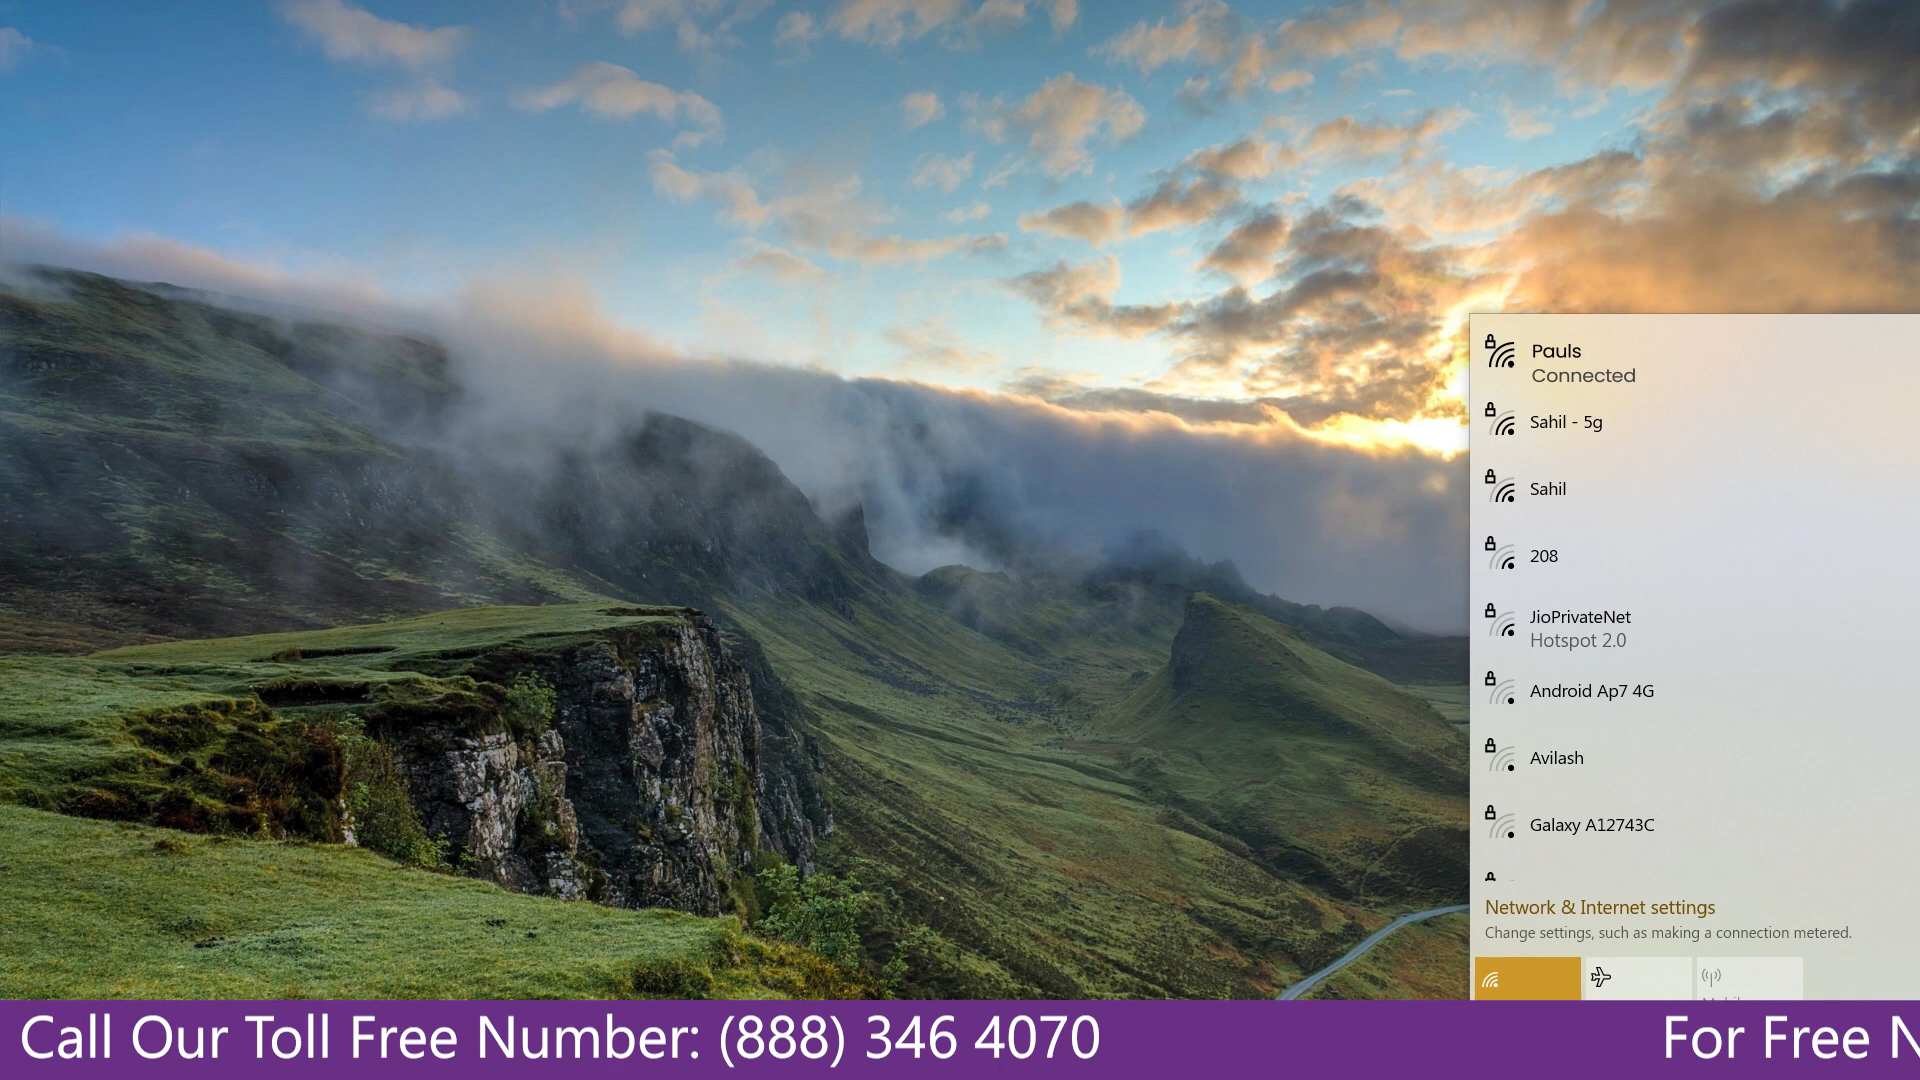 Pauls
Connected
Sahil - 5g
Sahil
208
JioPrivateNet
Hotspot 2.0
Android Ap7 4G
Avilash
Galaxy A12743C
Network & Internet settings
Change settings, such as making a connection metered.
Call Our Toll Free Number: (888) 346 4070
For Free N